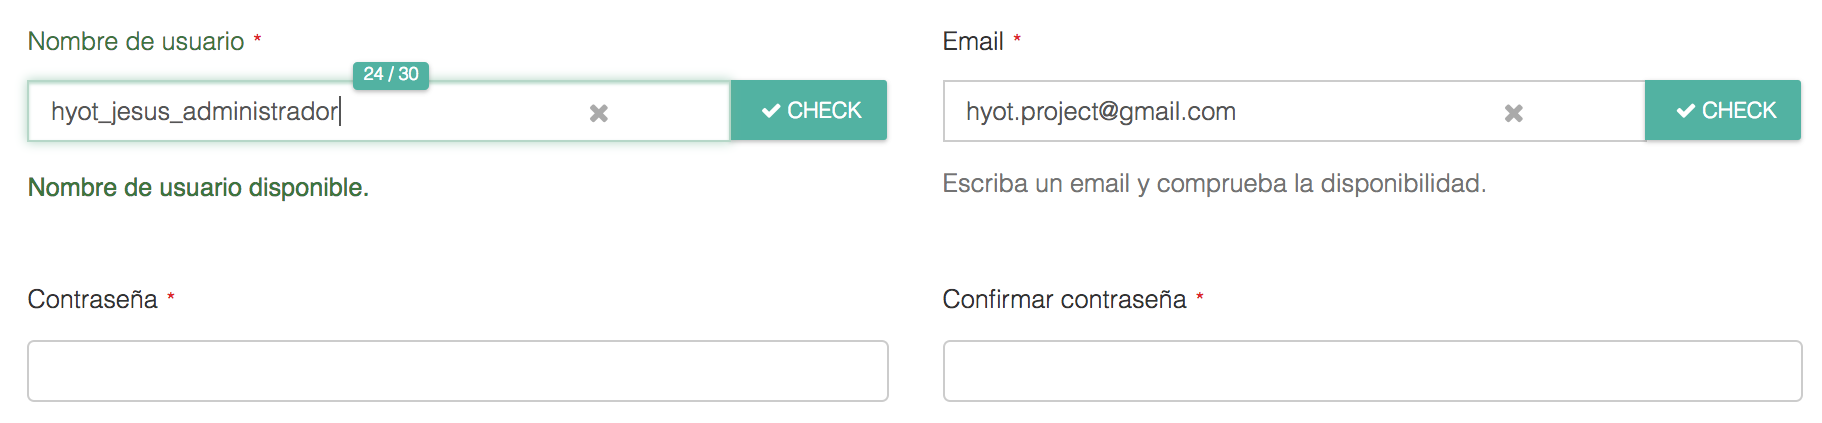 Nombre de usuario *
Email *
24 / 30
hyot_jesus_administrador
CHECK
hyot.project@gmail.com
CHECK
Nombre de usuario disponible.
Escriba un email y comprueba la disponibilidad.
Contraseña *
Confirmar contraseña *